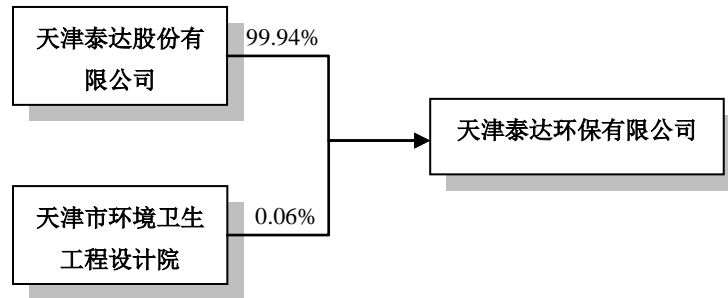 天津泰达股份有
限公司
99.94%
天津泰达环保有限公司
天津市环境卫生
工程设计院
0.06%